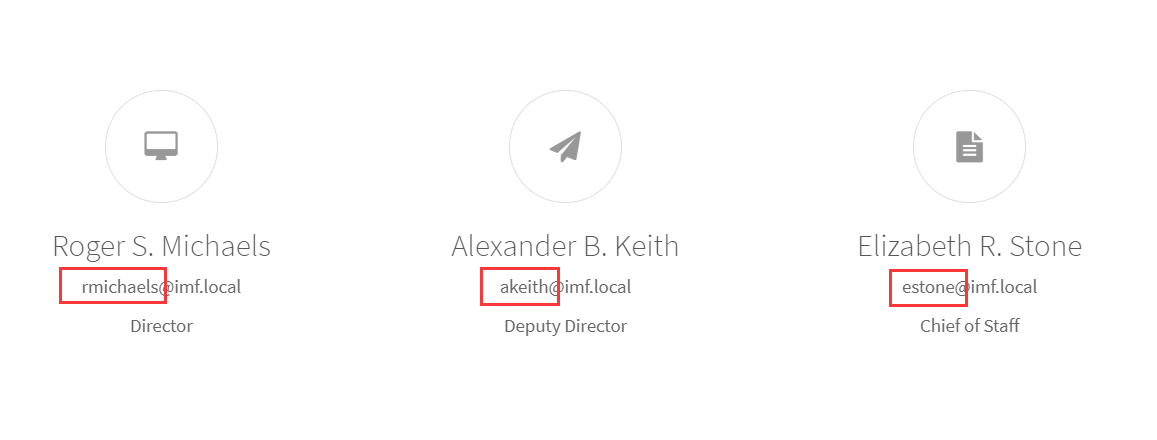 Roger S. Michaels
rmichaels@imf.local
Director
Alexander B. Keith
akeith@imf.local
Deputy Director
Elizabeth R. Stone
estone@imf.local
Chief of Staff